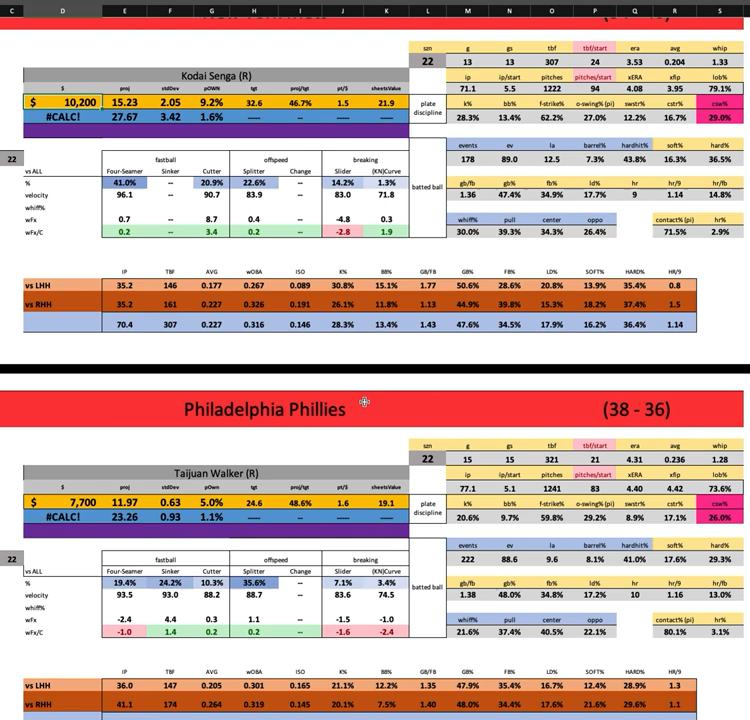 C D E F G H I J K L M N O P Q R S
szn g gs tbf tbf/start era avg whip
22 13 13 307 24 3.53 0.204 1.33
Kodai Senga (R) ip ip/start pitches pitches/start xERA xfip lob%
$ proj stdDev pOWN tgt proj/tgt pt/$ sheetsValue 71.1 5.5 1222 94 4.08 3.95 79.1%
$ 10,200 15.23 2.05 9.2% 32.6 46.7% 1.5 21.9 plate discipline k% bb% f-strike% o-swing% (pi) swstr% cstr% csw%
#CALC! 27.67 3.42 1.6% ---- ---- ---- 28.3% 13.4% 62.2% 27.0% 12.2% 16.7% 29.0%
events ev la barrel% hardhit% soft% hard%
22 fastball offspeed breaking 178 89.0 12.5 7.3% 43.8% 16.3% 36.5%
vs ALL Four-Seamer Sinker Cutter Splitter Change Slider (KN)Curve
% 41.0% -- 20.9% 22.6% -- 14.2% 1.3% batted ball gb/fb gb% fb% ld% hr hr/9 hr/fb
velocity 96.1 -- 90.7 83.9 -- 83.0 71.8 1.36 47.4% 34.9% 17.7% 9 1.14 14.8%
whiff%
wFx 0.7 -- 8.7 0.4 -- -4.8 0.3 whiff% pull center oppo contact% (pi) hr%
wFx/C 0.2 -- 3.4 0.2 -- -2.8 1.9 30.0% 39.3% 34.3% 26.4% 71.5% 2.9%
IP TBF AVG wOBA ISO K% BB% GB/FB GB% FB% LD% SOFT% HARD% HR/9
vs LHH 35.2 146 0.177 0.267 0.089 30.8% 15.1% 1.77 50.6% 28.6% 20.8% 13.9% 35.4% 0.8
vs RHH 35.2 161 0.227 0.326 0.191 26.1% 11.8% 1.13 44.9% 39.8% 15.3% 18.2% 37.4% 1.5
70.4 307 0.227 0.316 0.146 28.3% 13.4% 1.43 47.6% 34.5% 17.9% 16.2% 36.4% 1.14
Philadelphia Phillies (38 - 36)
szn g gs tbf tbf/start era avg whip
22 15 15 321 21 4.31 0.236 1.28
Taijuan Walker (R) ip ip/start pitches pitches/start xERA xfip lob%
$ proj stdDev pOwn tgt proj/tgt pt/$ sheetsValue 77.1 5.1 1241 83 4.40 4.42 73.6%
$ 7,700 11.97 0.63 5.0% 24.6 48.6% 1.6 19.1 plate discipline k% bb% f-strike% o-swing% (pi) swstr% cstr% csw%
#CALC! 23.26 0.93 1.1% ---- ---- ---- 20.6% 9.7% 59.8% 29.2% 8.9% 17.1% 26.0%
events ev la barrel% hardhit% soft% hard%
22 fastball offspeed breaking 222 88.6 9.6 8.1% 41.0% 17.6% 29.3%
vs ALL Four-Seamer Sinker Cutter Splitter Change Slider (KN)Curve
% 19.4% 24.2% 10.3% 35.6% -- 7.1% 3.4% batted ball gb/fb gb% fb% ld% hr hr/9 hr/fb
velocity 93.5 93.0 88.2 88.7 -- 83.6 74.5 1.38 48.0% 34.8% 17.2% 10 1.16 13.0%
whiff%
wFx -2.4 4.4 0.3 1.1 -- -1.5 -1.0 whiff% pull center oppo contact% (pi) hr%
wFx/C -1.0 1.4 0.2 0.2 -- -1.6 -2.4 21.6% 37.4% 40.5% 22.1% 80.1% 3.1%
IP TBF AVG wOBA ISO K% BB% GB/FB GB% FB% LD% SOFT% HARD% HR/9
vs LHH 36.0 147 0.205 0.301 0.165 21.1% 12.2% 1.35 47.9% 35.4% 16.7% 12.4% 28.9% 1.3
vs RHH 41.1 174 0.264 0.319 0.145 20.1% 7.5% 1.40 48.0% 34.4% 17.6% 21.6% 29.6% 1.1